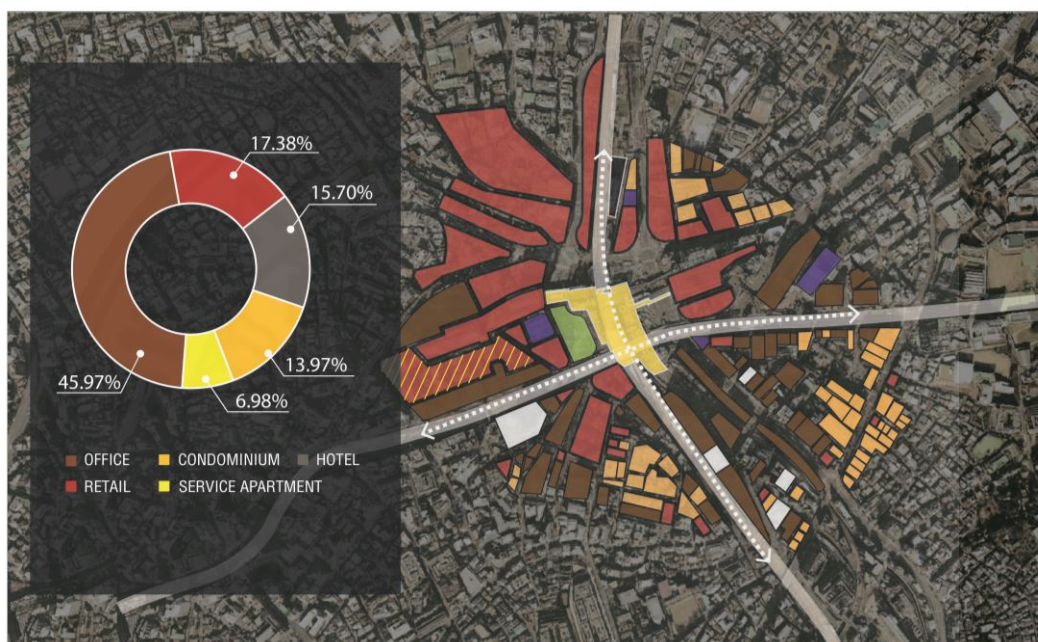 17.38%
15.70%
13.97%
6.98%
45.97%
OFFICE CONDOMINIUM HOTEL
RETAIL SERVICE APARTMENT